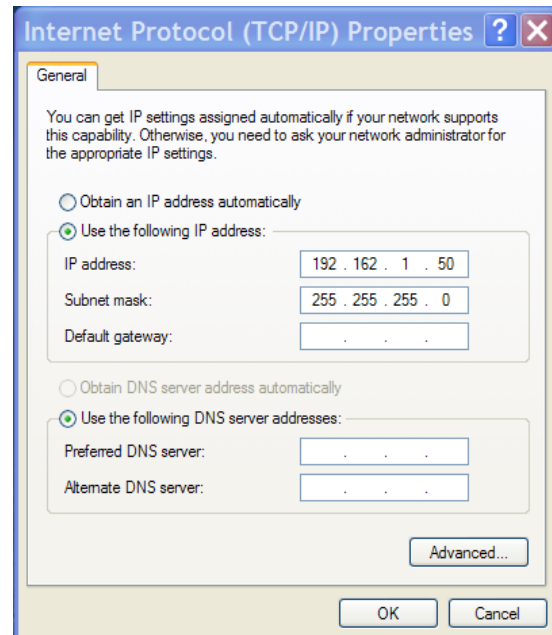 Internet Protocol (TCP/IP) Properties
General
You can get IP settings assigned automatically if your network supports
this capability. Otherwise, you need to ask your network administrator for
the appropriate IP settings.
Obtain an IP address automatically
Use the following IP address:
IP address: 192 . 162 . 1 . 50
Subnet mask: 255 . 255 . 255 . 0
Default gateway: . . .
Obtain DNS server address automatically
Use the following DNS server addresses:
Preferred DNS server: . . .
Alternate DNS server: . . .
Advanced...
OK Cancel